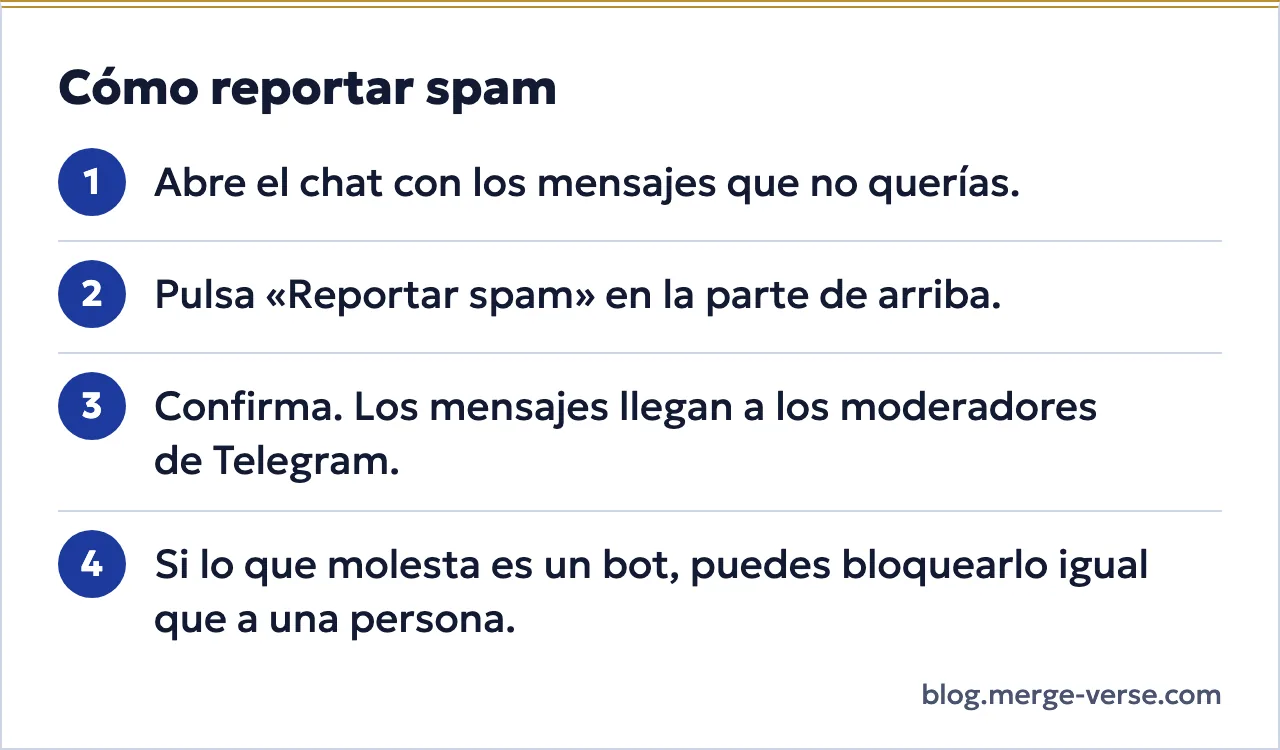 Cómo reportar spam
1
Abre el chat con los mensajes que no querías.
2
Pulsa «Reportar spam» en la parte de arriba.
3
Confirma. Los mensajes llegan a los moderadores
de Telegram.
4
Si lo que molesta es un bot, puedes bloquearlo igual
que a una persona.
blog.merge-verse.com